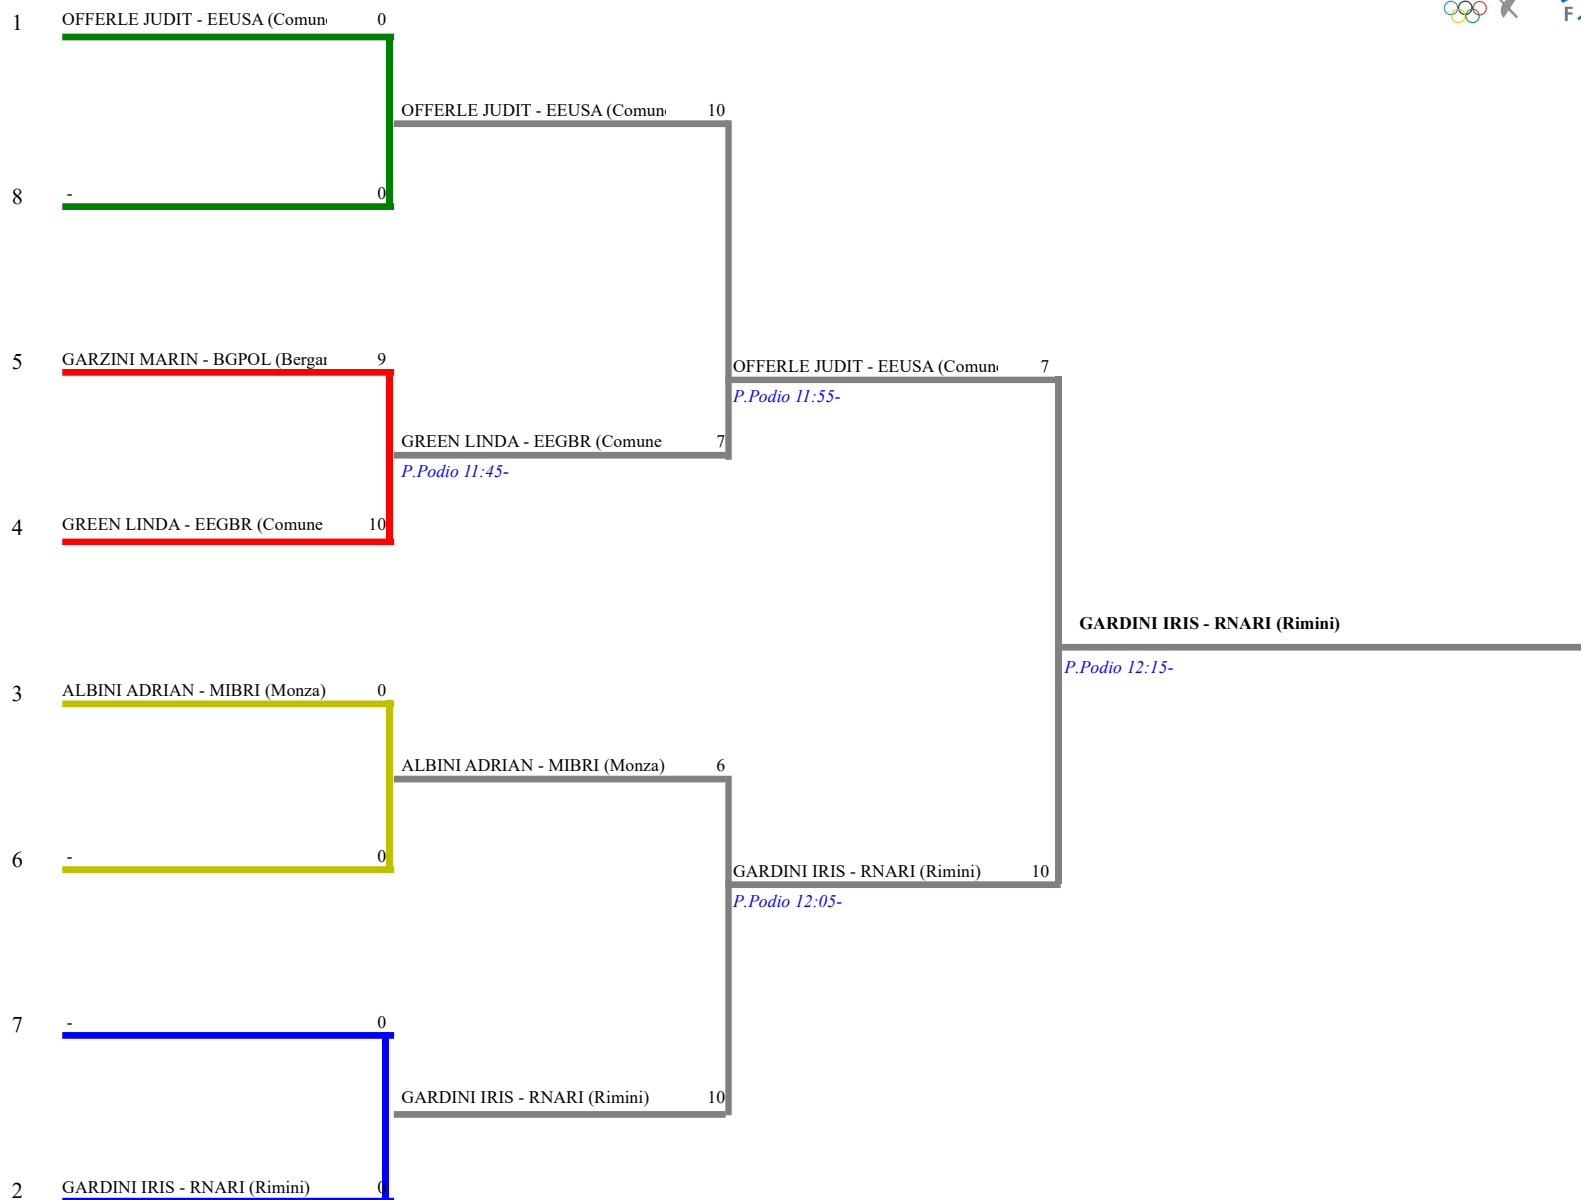 1 OFFERLE JUDIT - EEUSA (Comun 0
OFFERLE JUDIT - EEUSA (Comun 10
8 - 0
5 GARZINI MARIN - BGPOL (Bergar 9
OFFERLE JUDIT - EEUSA (Comun 7
P.Podio 11:55-
GREEN LINDA - EEGBR (Comune 7
P.Podio 11:45-
4 GREEN LINDA - EEGBR (Comune 10
GARDINI IRIS - RNARI (Rimini)
P.Podio 12:15-
3 ALBINI ADRIAN - MIBRI (Monza) 0
ALBINI ADRIAN - MIBRI (Monza) 6
6 - 0
GARDINI IRIS - RNARI (Rimini) 10
P.Podio 12:05-
7 - 0
GARDINI IRIS - RNARI (Rimini) 10
2 GARDINI IRIS - RNARI (Rimini) 0